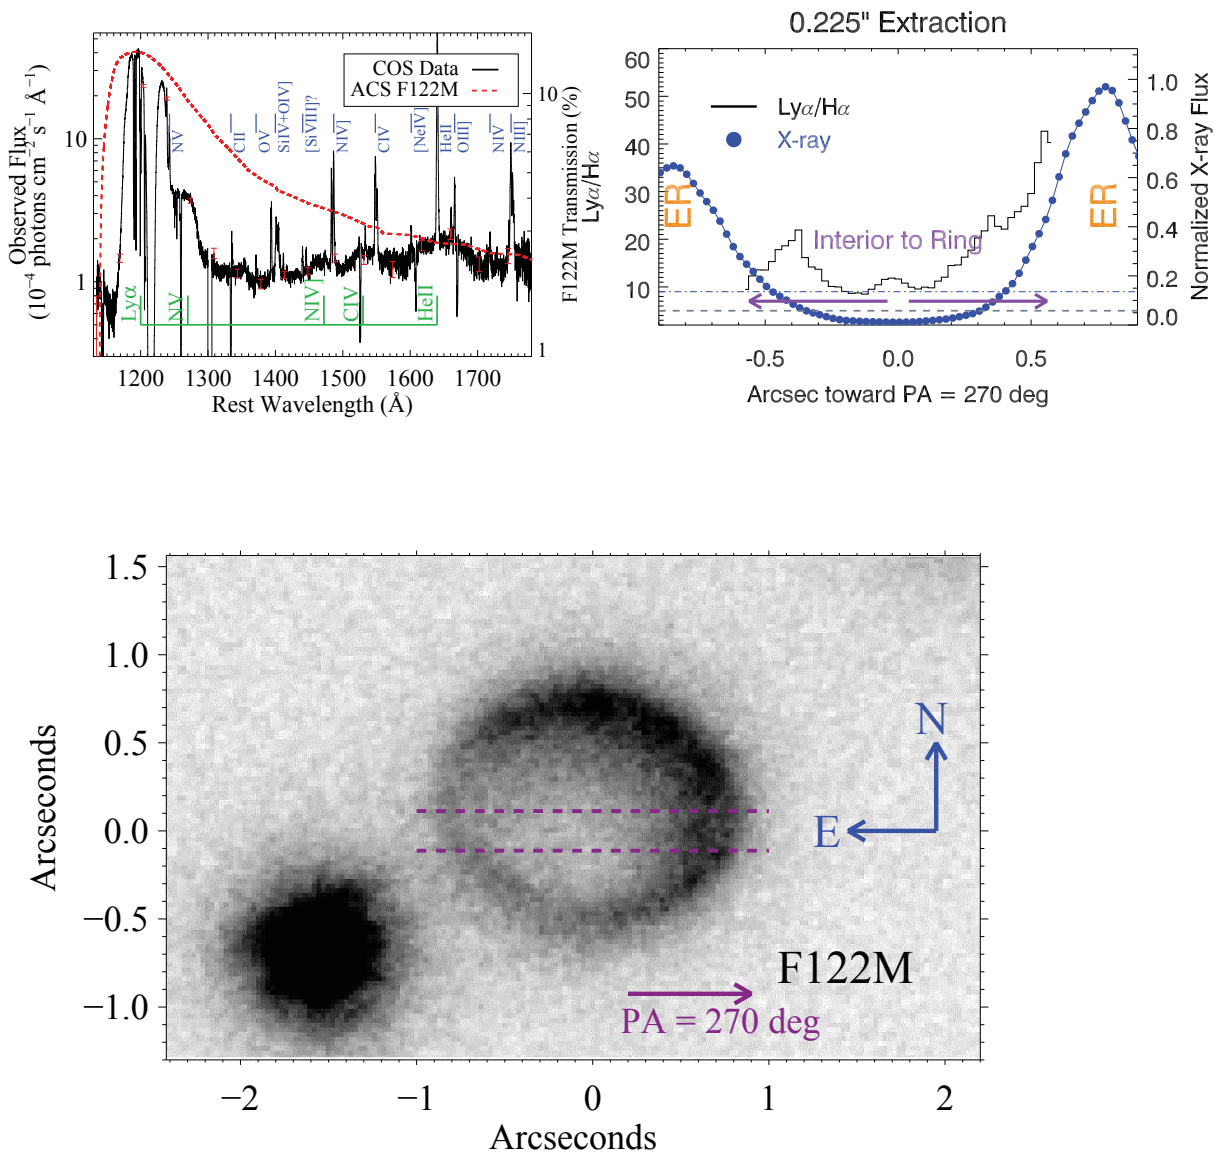 COS Data
ACS F122M
NV
CII
OV
SiIV+OIV]
[SiVIII]?
NIV]
CIV
[NeIV]
HeII
OIII]
NIV
NIII]
Lyα
NV
NIV]
CIV
HeII
10
1
Observed Flux
(10⁻⁴ photons cm⁻²s⁻¹ Å⁻¹)
10
1
F122M Transmission (%)
1200 1300 1400 1500 1600 1700
Rest Wavelength (Å)
0.225" Extraction
Lyα/Hα
X-ray
ER
ER
Interior to Ring
60
50
40
30
20
10
Lyα/Hα
1.0
0.8
0.6
0.4
0.2
0.0
Normalized X-ray Flux
-0.5 0.0 0.5
Arcsec toward PA = 270 deg
1.5
1.0
0.5
0.0
−0.5
−1.0
Arcseconds
N
E
F122M
PA = 270 deg
−2 −1 0 1 2
Arcseconds